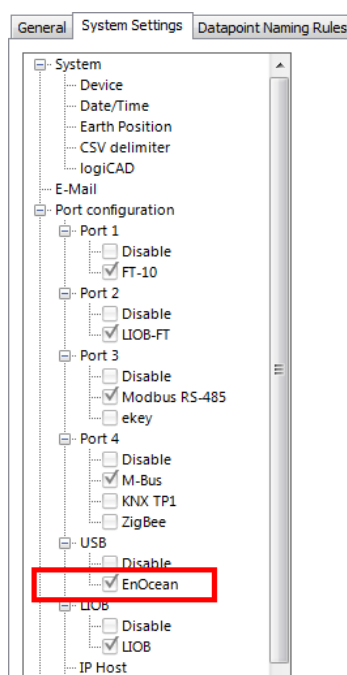 General System Settings Datapoint Naming Rules
System
Device
Date/Time
Earth Position
CSV delimiter
logiCAD
E-Mail
Port configuration
Port 1
Disable
FT-10
Port 2
Disable
LIOB-FT
Port 3
Disable
Modbus RS-485
ekey
Port 4
Disable
M-Bus
KNX TP1
ZigBee
USB
Disable
EnOcean
LIOB
Disable
LIOB
IP Host